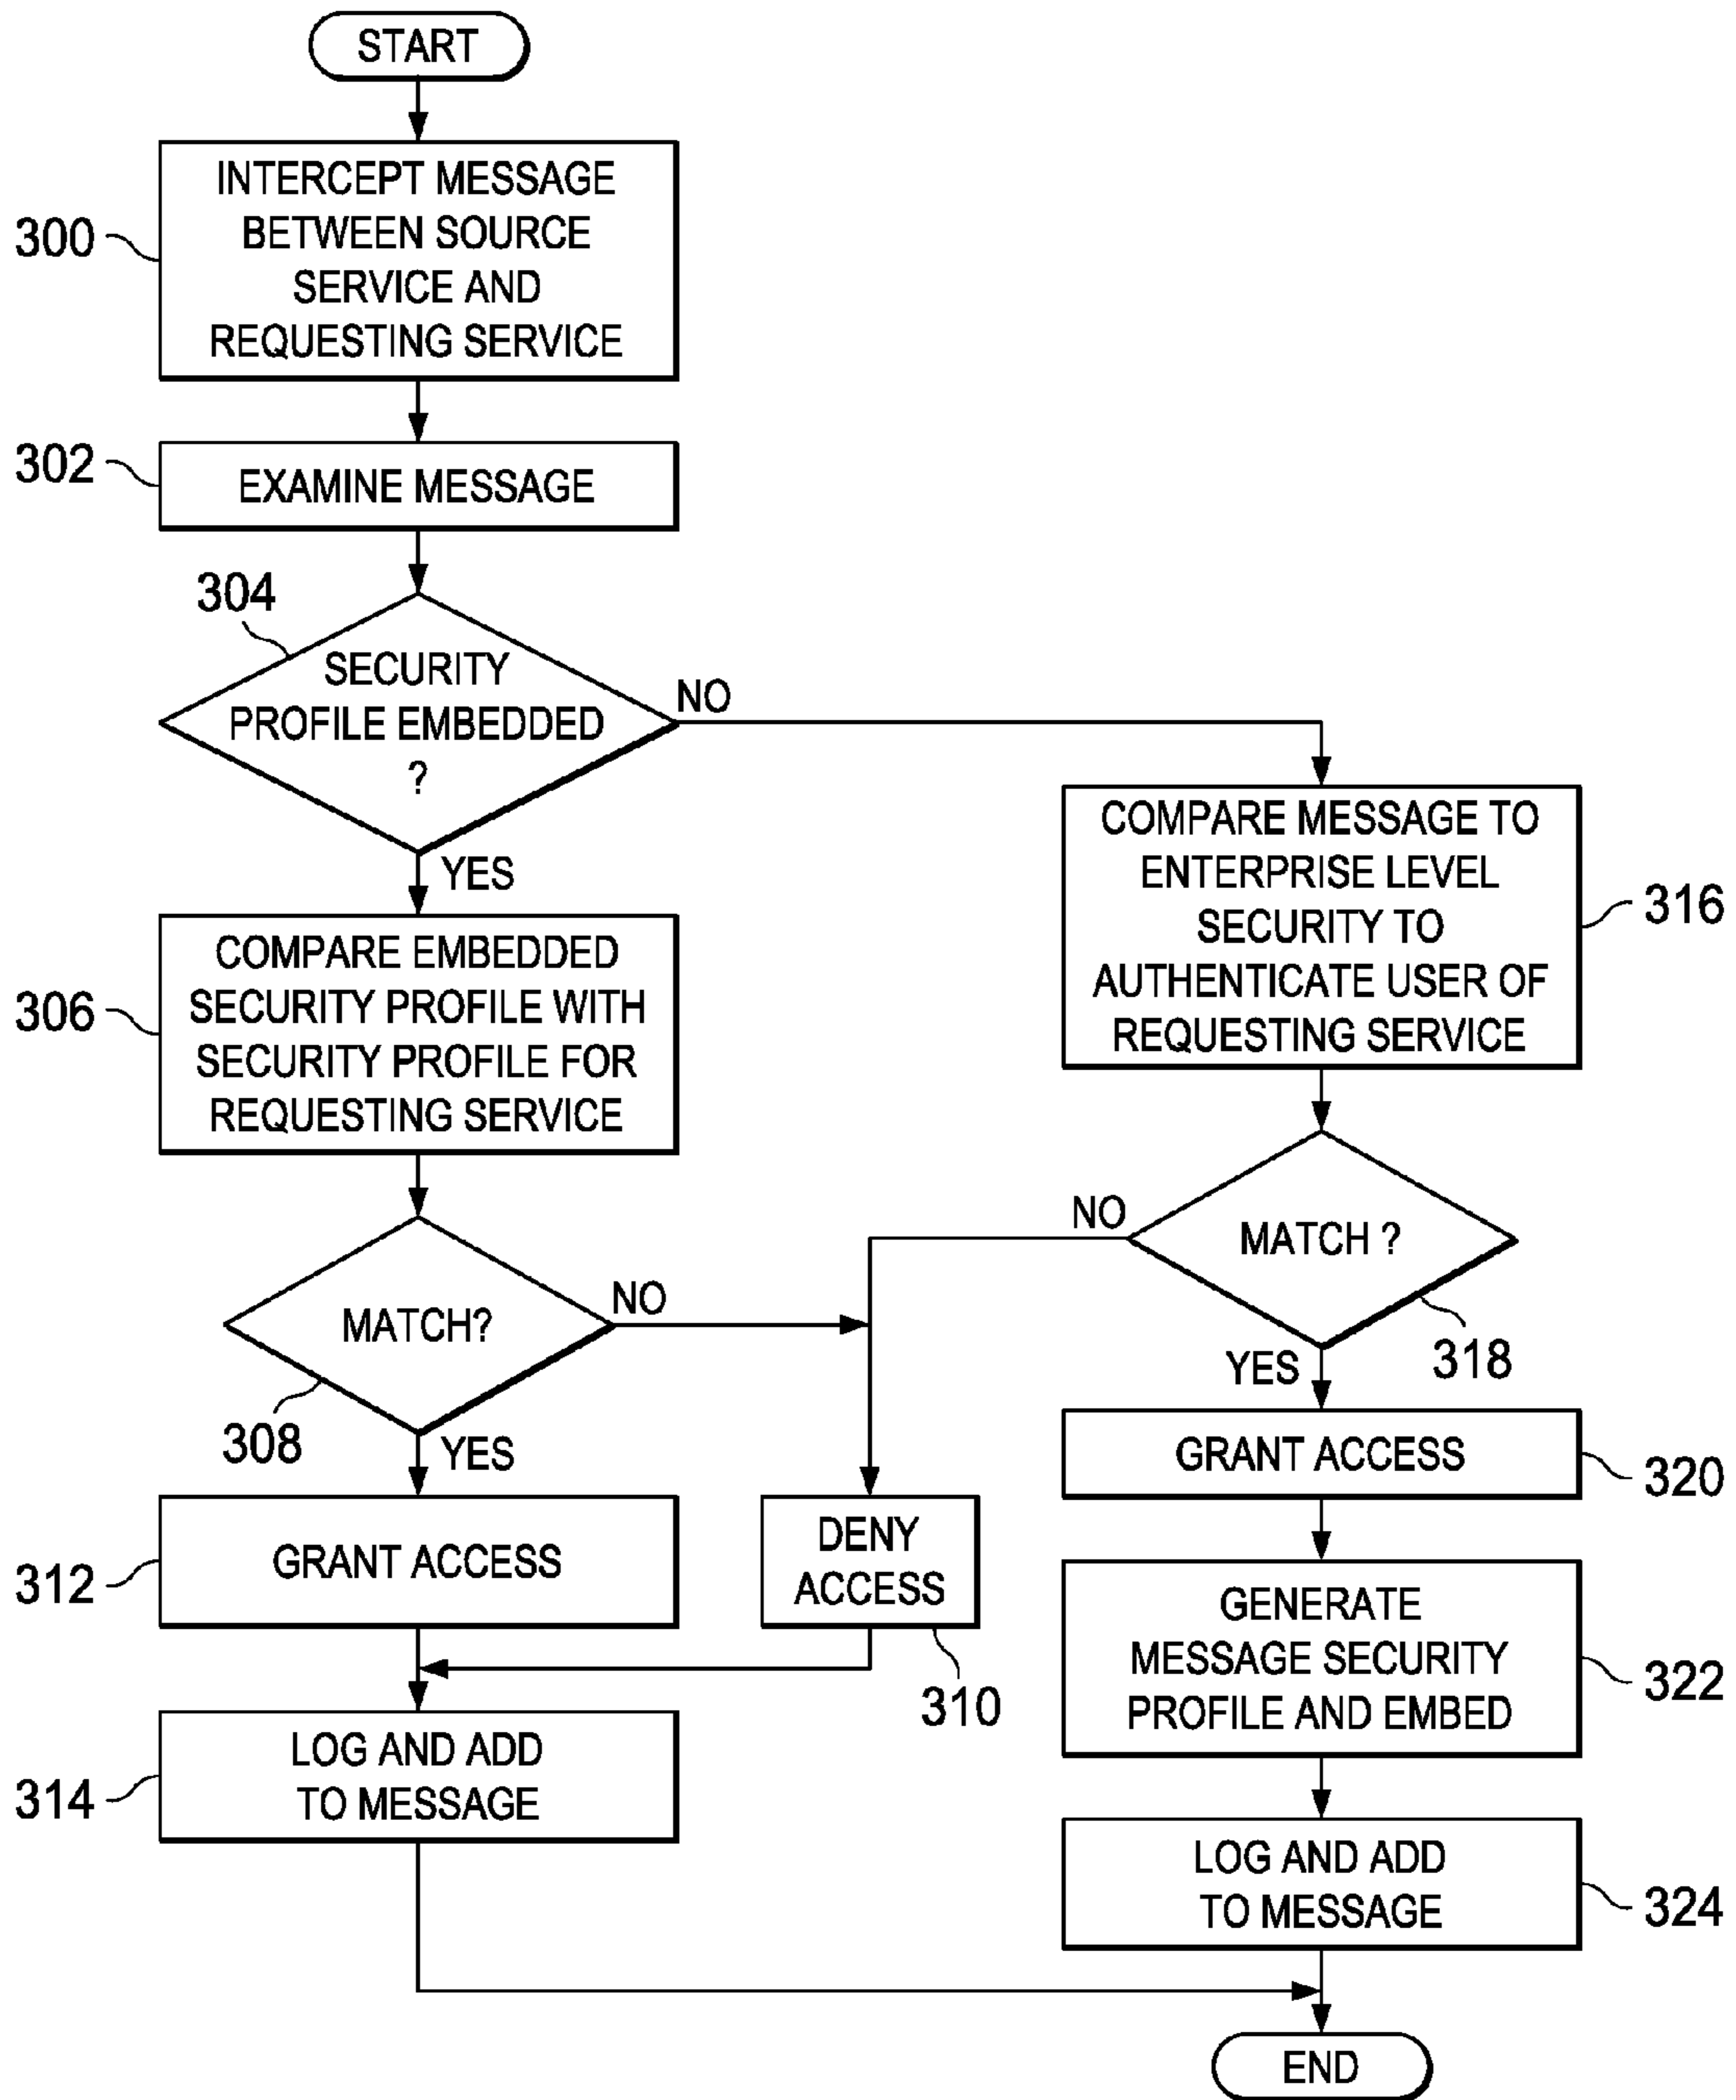 START
300
INTERCEPT MESSAGE
BETWEEN SOURCE
SERVICE AND
REQUESTING SERVICE
302
EXAMINE MESSAGE
304
SECURITY
PROFILE EMBEDDED
?
NO
YES
306
COMPARE EMBEDDED
SECURITY PROFILE WITH
SECURITY PROFILE FOR
REQUESTING SERVICE
MATCH?
NO
308
YES
312
GRANT ACCESS
DENY
ACCESS
310
314
LOG AND ADD
TO MESSAGE
COMPARE MESSAGE TO
ENTERPRISE LEVEL
SECURITY TO
AUTHENTICATE USER OF
REQUESTING SERVICE
316
NO
MATCH ?
318
YES
GRANT ACCESS
320
GENERATE
MESSAGE SECURITY
PROFILE AND EMBED
322
LOG AND ADD
TO MESSAGE
324
END